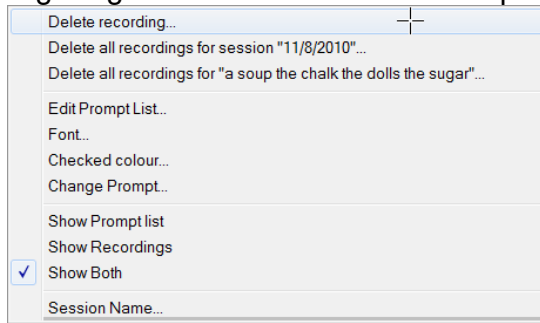 Delete recording...
Delete all recordings for session "11/8/2010"...
Delete all recordings for "a soup the chalk the dolls the sugar"...
Edit Prompt List...
Font...
Checked colour...
Change Prompt...
Show Prompt list
Show Recordings
Show Both
Session Name...